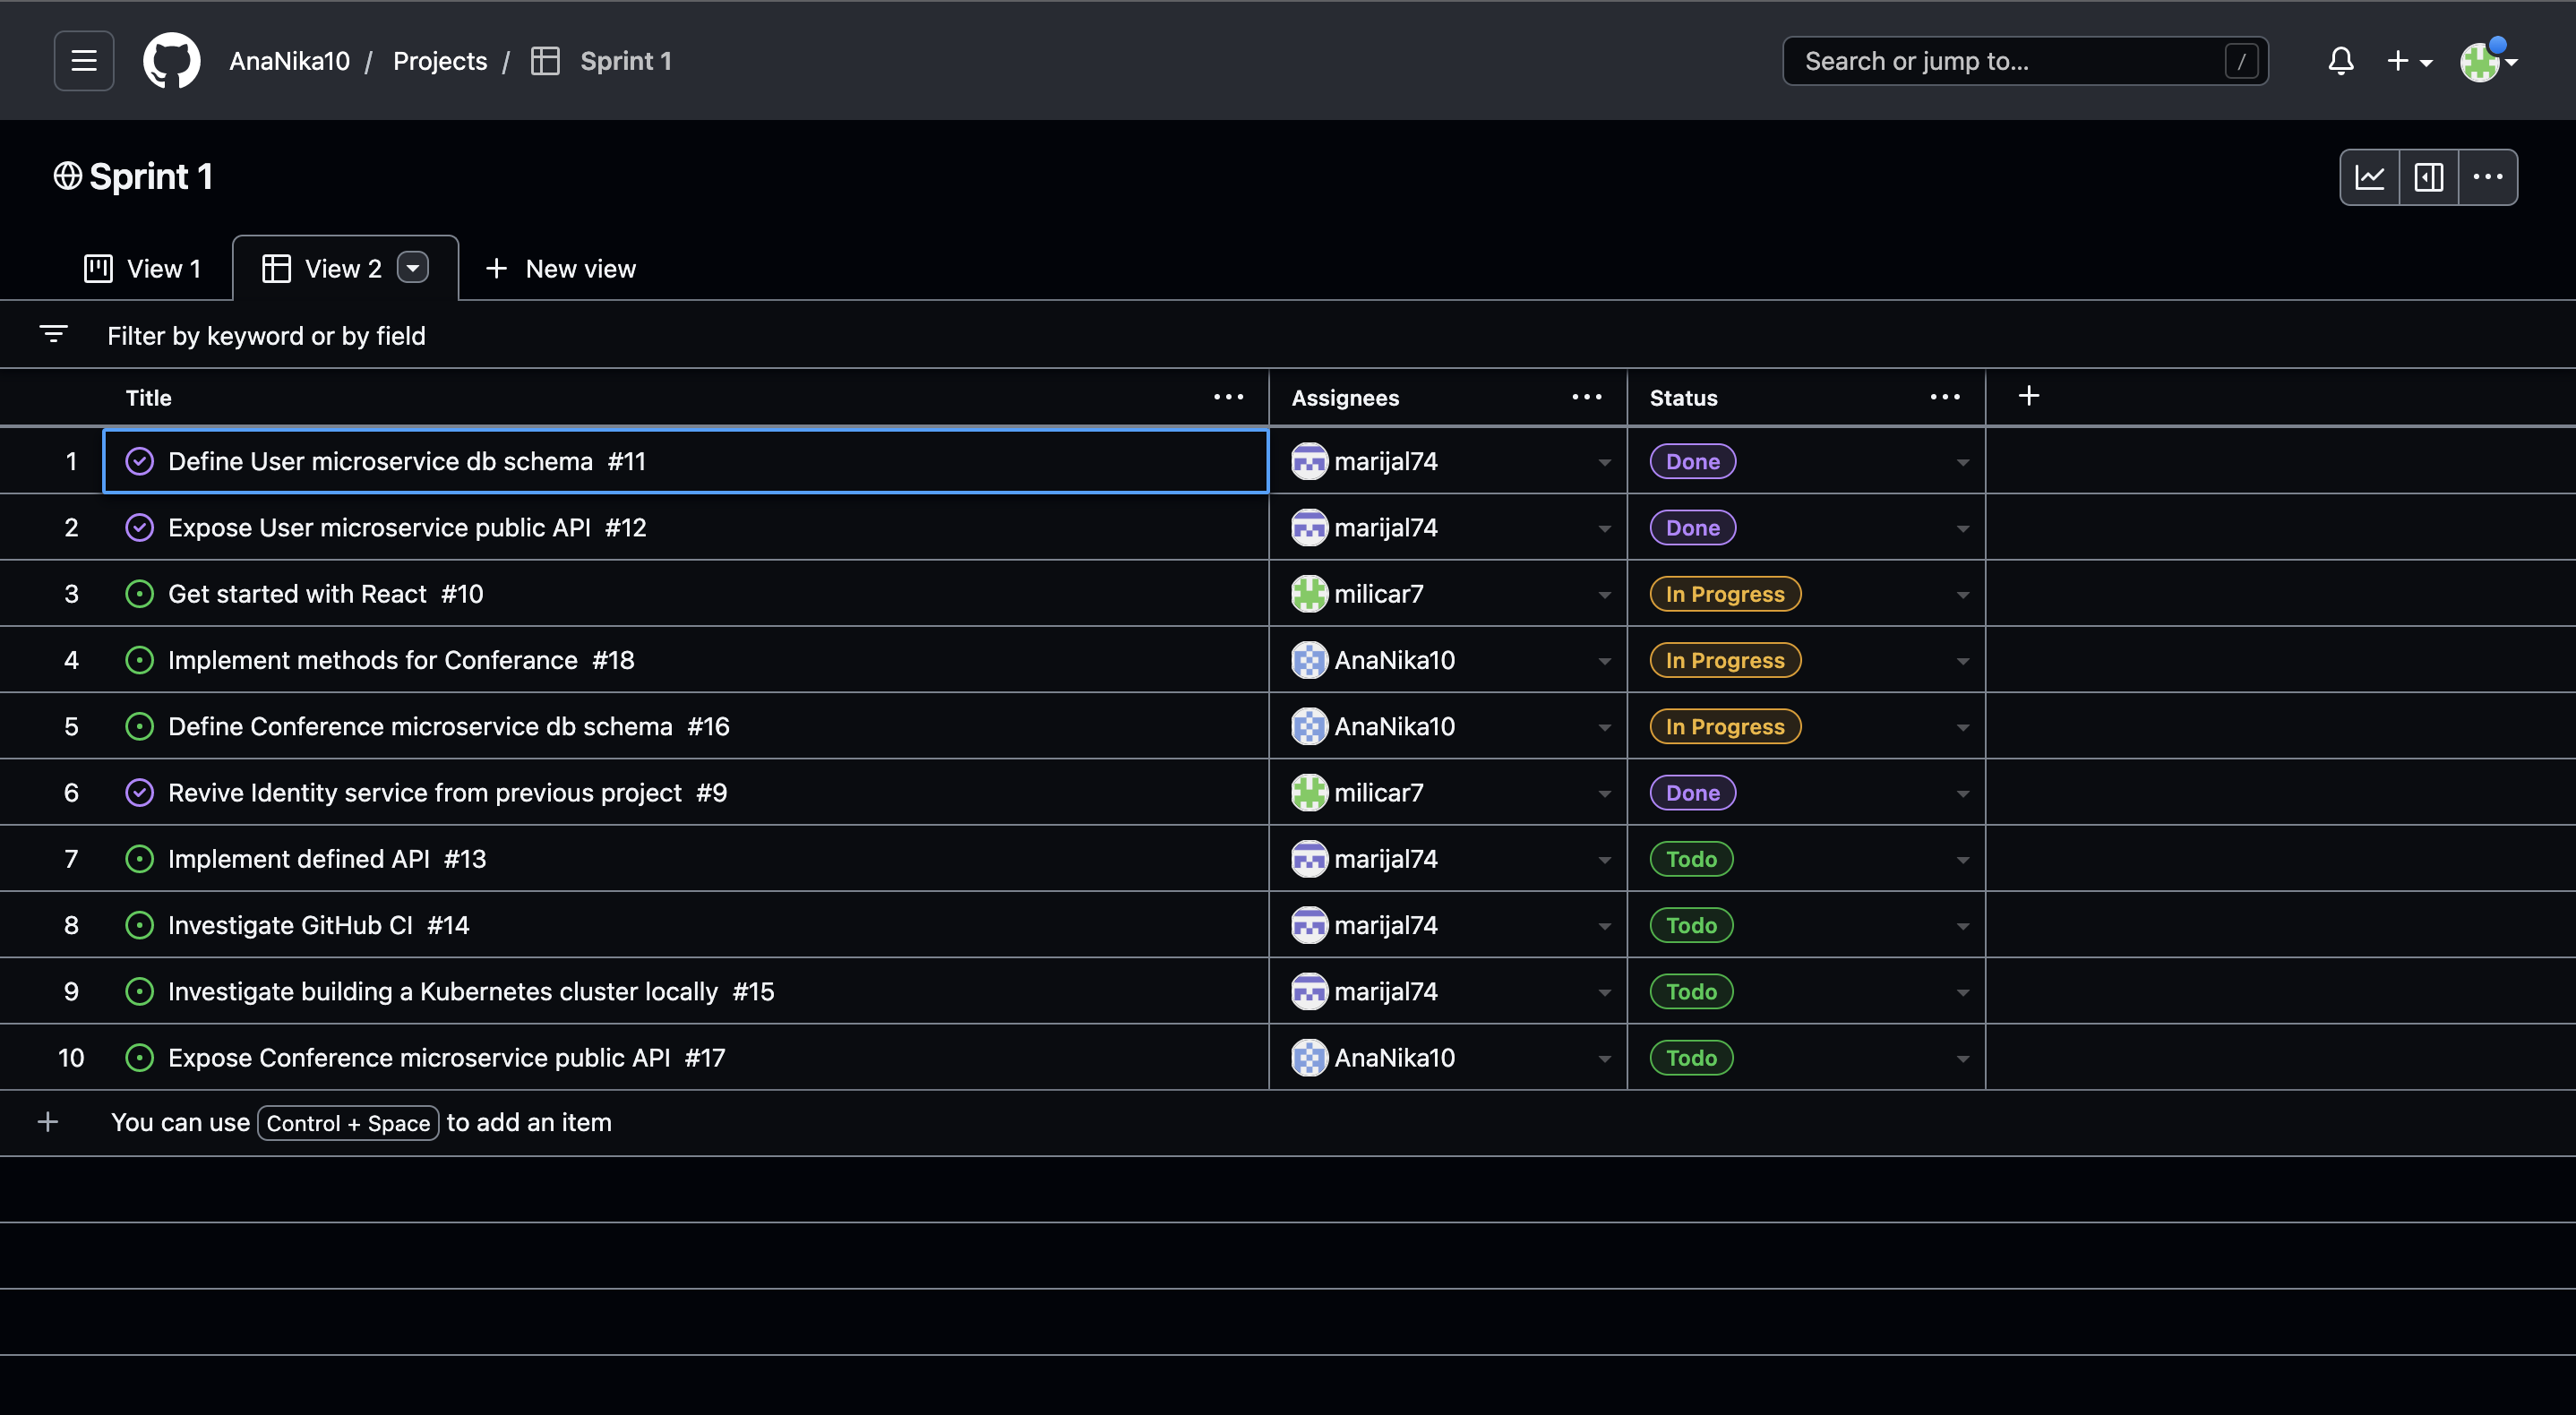 AnaNika10 / Projects / Sprint 1 Search or jump to... /
Sprint 1
View 1 View 2 + New view
Filter by keyword or by field
Title ... Assignees ... Status ... +
1 Define User microservice db schema #11 marijal74 Done
2 Expose User microservice public API #12 marijal74 Done
3 Get started with React #10 milicar7 In Progress
4 Implement methods for Conferance #18 AnaNika10 In Progress
5 Define Conference microservice db schema #16 AnaNika10 In Progress
6 Revive Identity service from previous project #9 milicar7 Done
7 Implement defined API #13 marijal74 Todo
8 Investigate GitHub CI #14 marijal74 Todo
9 Investigate building a Kubernetes cluster locally #15 marijal74 Todo
10 Expose Conference microservice public API #17 AnaNika10 Todo
+ You can use Control + Space to add an item